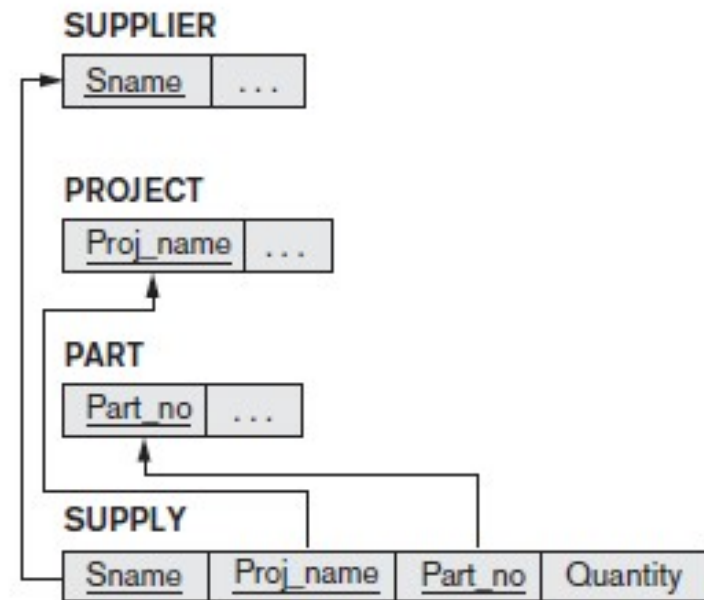 SUPPLIER
Sname ...
PROJECT
Proj_name ...
PART
Part_no ...
SUPPLY
Sname Proj_name Part_no Quantity